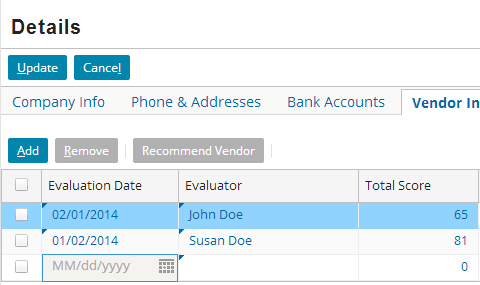 Details
Update Cancel
Company Info Phone & Addresses Bank Accounts Vendor In
Add Remove Recommend Vendor
Evaluation Date Evaluator Total Score
02/01/2014 John Doe 65
01/02/2014 Susan Doe 81
MM/dd/yyyy 0